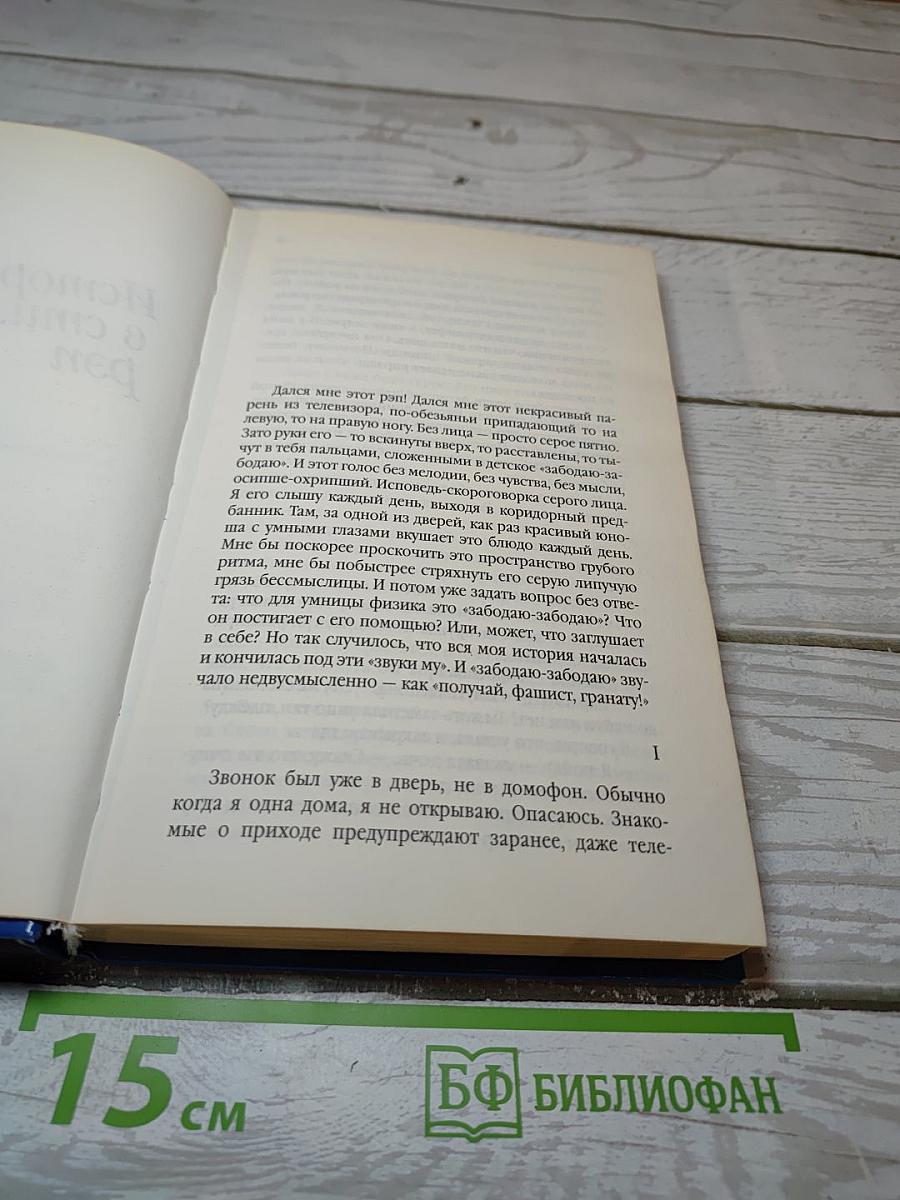 Дался мне этот рэп! Дался мне этот некрасивый па-
рень из телевизора, по-обезьяньи припадающий то на
левую, то на правую ногу. Без лица — просто серое пятно.
Зато руки его — то вскинуты вверх, то расставлены, то ты-
чут в тебя пальцами, сложенными в детское «забодаю-за-
бодаю». И этот голос без мелодии, без чувства, без мысли,
осипше-охрипший. Исповедь-скороговорка серого лица.
Я его слышу каждый день, выходя в коридорный пред-
банник. Там, за одной из дверей, как раз красивый юно-
ша с умными глазами вкушает это блюдо каждый день.
Мне бы поскорее проскочить это пространство грубого
ритма, мне бы побыстрее стряхнуть его серую липучую
грязь бессмыслицы. И потом уже задать вопрос без отве-
та: что для умницы физика это «забодаю-забодаю»? Что
он постигает с его помощью? Или, может, что заглушает
в себе? Но так случилось, что вся моя история началась
и кончилась под эти «звуки му». И «забодаю-забодаю» зву-
чало недвусмысленно — как «получай, фашист, гранату!»
I
Звонок был уже в дверь, не в домофон. Обычно
когда я одна дома, я не открываю. Опасаюсь. Знако-
мые о приходе предупреждают заранее, даже теле-
15 см
БФ БИБЛИОФАН